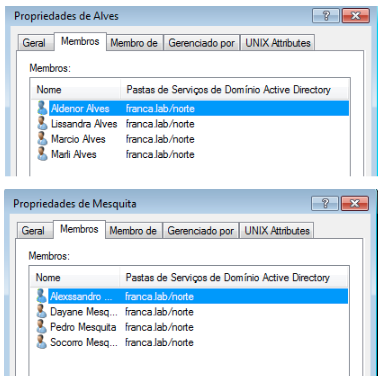 Propriedades de Alves
Geral Membros Membro de Gerenciado por UNIX Attributes
Membros:
Nome Pastas de Serviços de Domínio Active Directory
Aldenor Alves franca.lab/norte
Lissandra Alves franca.lab/norte
Marcio Alves franca.lab/norte
Marli Alves franca.lab/norte
Propriedades de Mesquita
Geral Membros Membro de Gerenciado por UNIX Attributes
Membros:
Nome Pastas de Serviços de Domínio Active Directory
Alexssandro ... franca.lab/norte
Dayane Mesq... franca.lab/norte
Pedro Mesquita franca.lab/norte
Socorro Mesq... franca.lab/norte